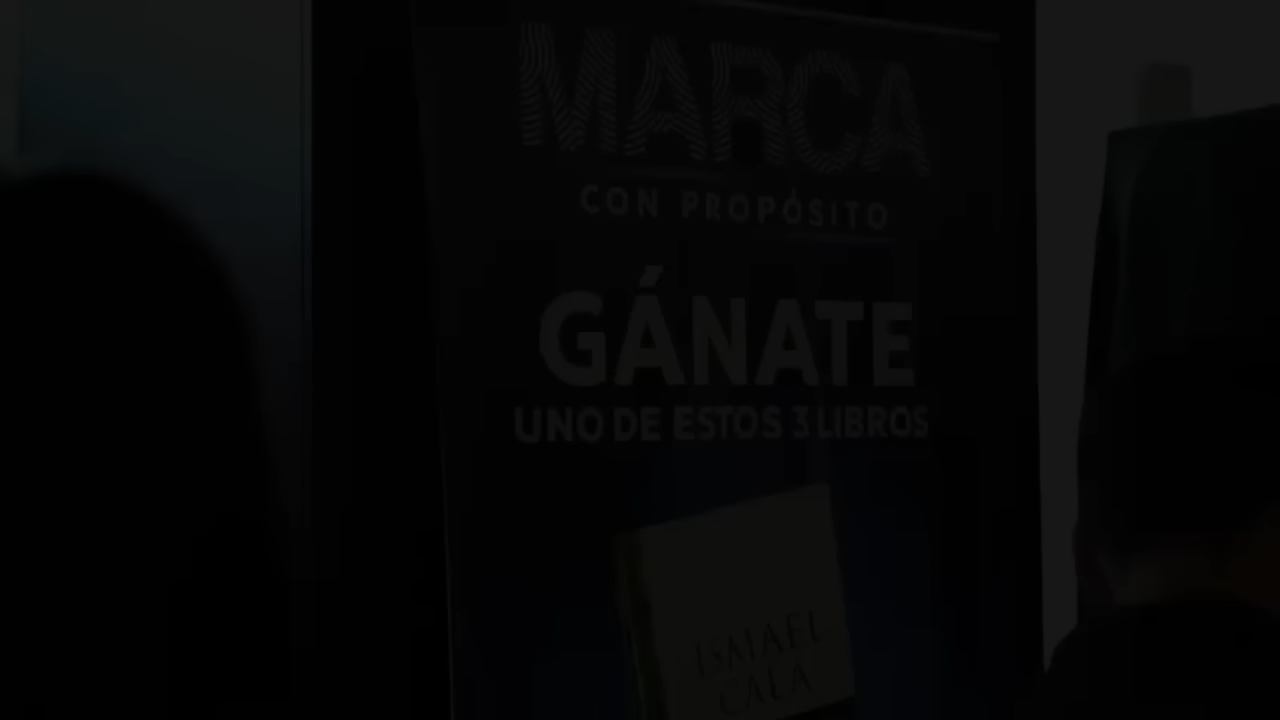 MARCA
CON PROPÓSITO
GÁNATE
UNO DE ESTOS 3 LIBROS
ISMAEL
CALA